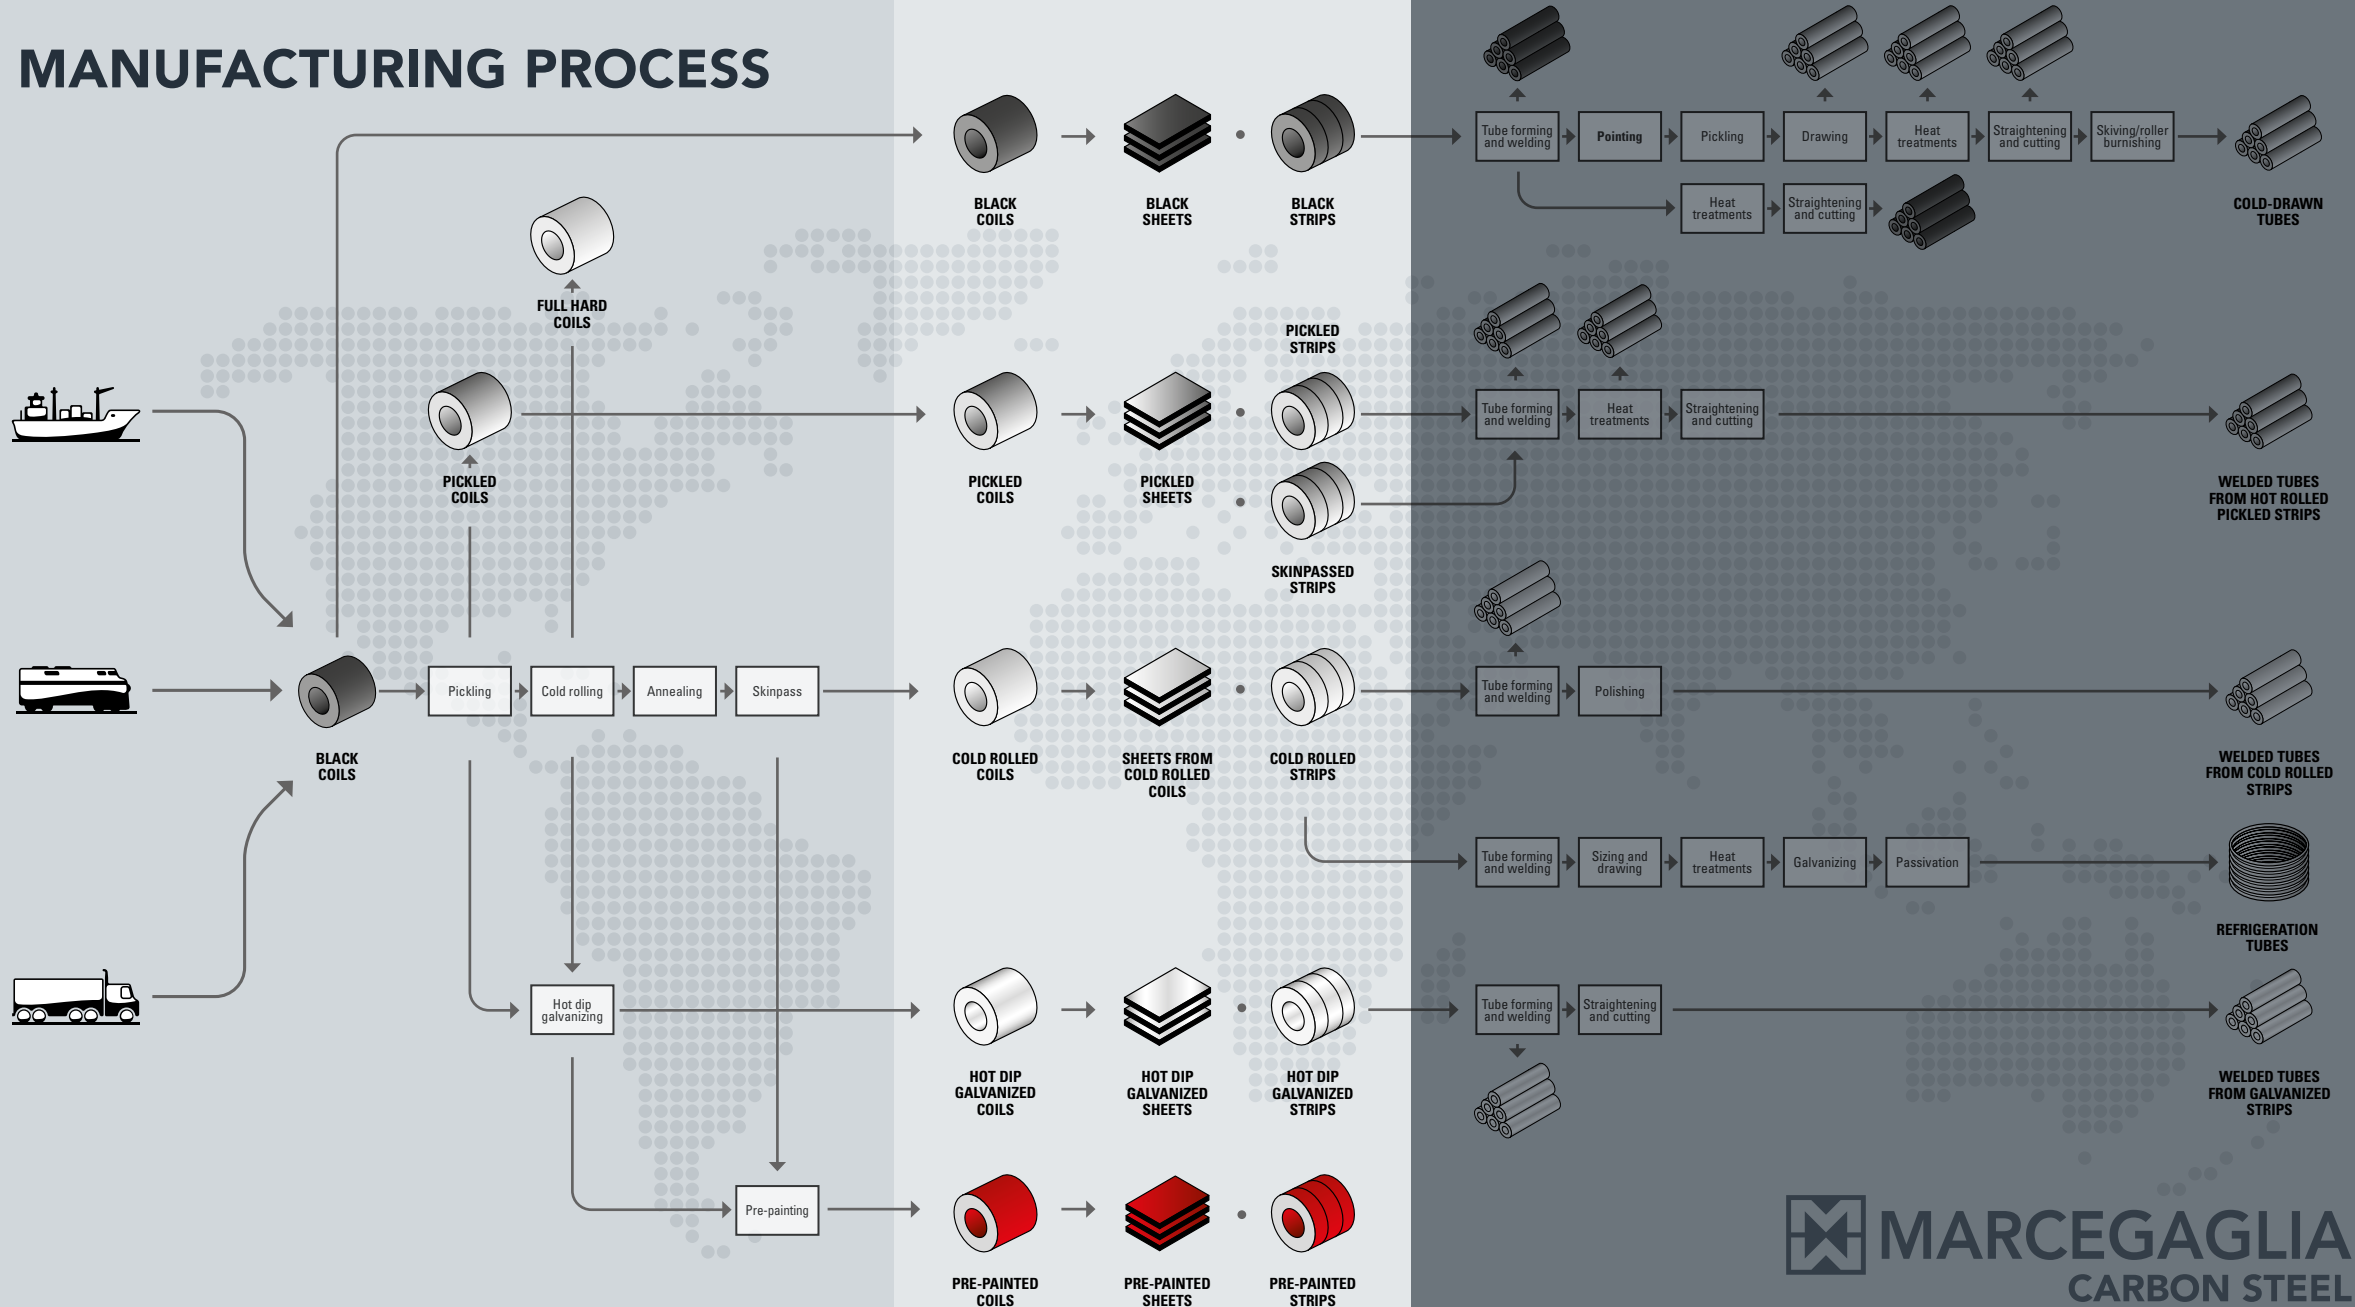 MANUFACTURING PROCESS
Tube forming
and welding
Pointing
Pickling
Drawing
Heat
treatments
Straightening
and cutting
Skiving/roller
burnishing
BLACK
COILS
BLACK
SHEETS
BLACK
STRIPS
Heat
treatments
Straightening
and cutting
COLD-DRAWN
TUBES
FULL HARD
COILS
PICKLED
STRIPS
Tube forming
and welding
Heat
treatments
Straightening
and cutting
PICKLED
COILS
PICKLED
COILS
PICKLED
SHEETS
WELDED TUBES
FROM HOT ROLLED
PICKLED STRIPS
SKINPASSED
STRIPS
Pickling
Cold rolling
Annealing
Skinpass
Tube forming
and welding
Polishing
BLACK
COILS
COLD ROLLED
COILS
SHEETS FROM
COLD ROLLED
COILS
COLD ROLLED
STRIPS
WELDED TUBES
FROM COLD ROLLED
STRIPS
Tube forming
and welding
Sizing and
drawing
Heat
treatments
Galvanizing
Passivation
REFRIGERATION
TUBES
Hot dip
galvanizing
Tube forming
and welding
Straightening
and cutting
HOT DIP
GALVANIZED
COILS
HOT DIP
GALVANIZED
SHEETS
HOT DIP
GALVANIZED
STRIPS
WELDED TUBES
FROM GALVANIZED
STRIPS
Pre-painting
PRE-PAINTED
COILS
PRE-PAINTED
SHEETS
PRE-PAINTED
STRIPS
MARCEGAGLIA
CARBON STEEL